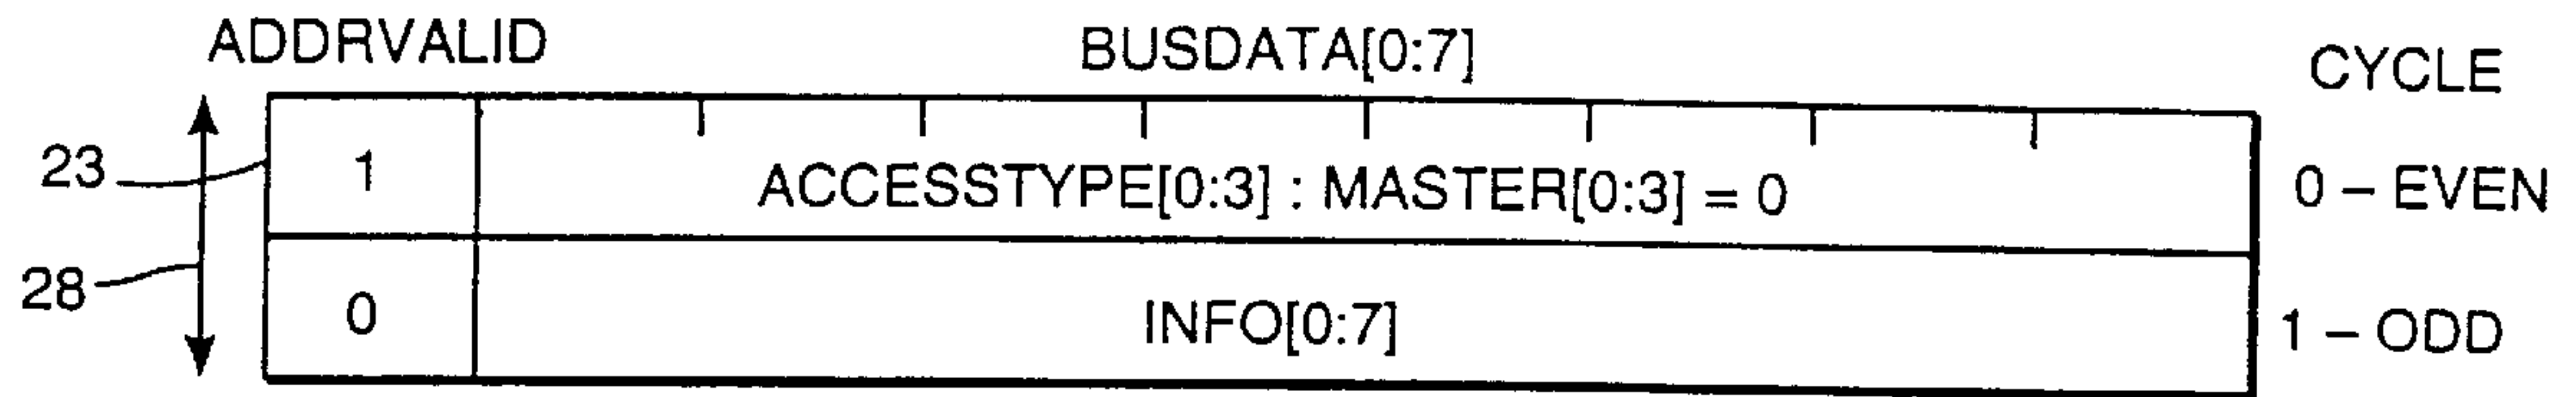 ADDRVALID BUSDATA[0:7] CYCLE
23 1 ACCESSTYPE[0:3] : MASTER[0:3] = 0 0 – EVEN
28 0 INFO[0:7] 1 – ODD